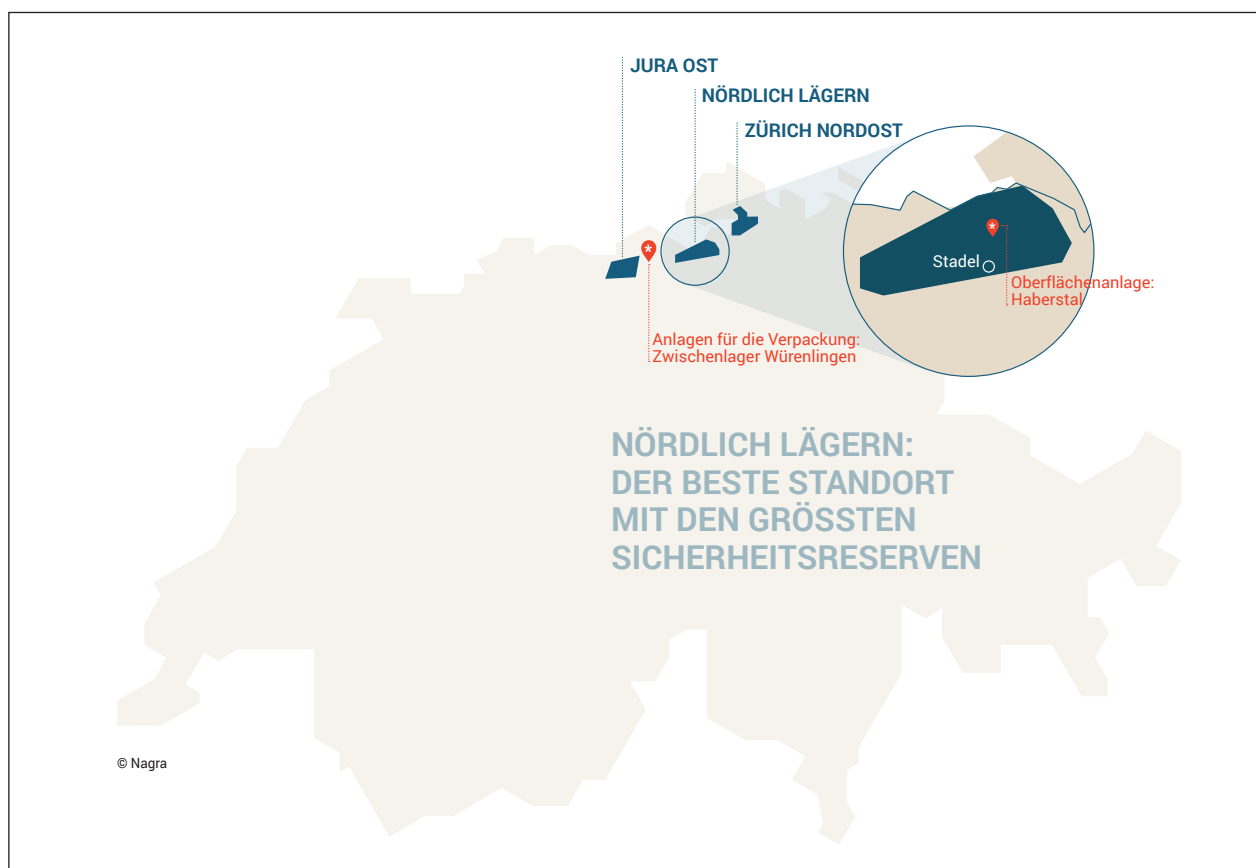 JURA OST
NÖRDLICH LÄGERN
ZÜRICH NORDOST
Stadel
Oberflächenanlage:
Haberstal
Anlagen für die Verpackung:
Zwischenlager Würenlingen
NÖRDLICH LÄGERN:
DER BESTE STANDORT
MIT DEN GRÖSSTEN
SICHERHEITSRESERVEN
© Nagra